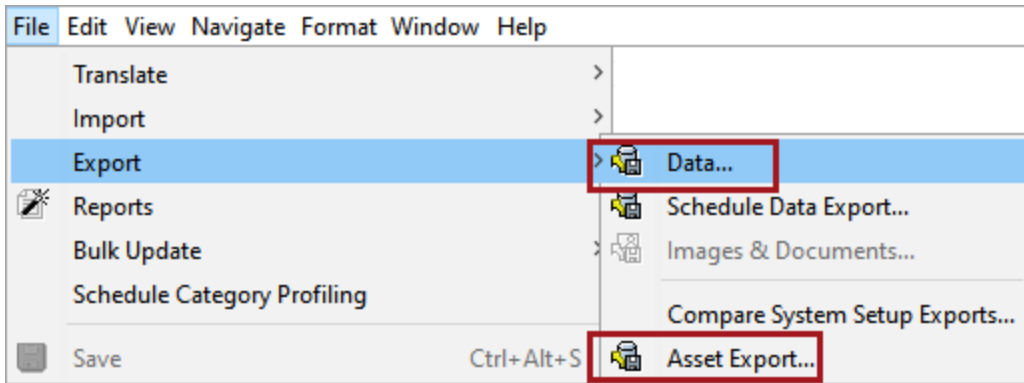 File Edit View Navigate Format Window Help
Translate
Import
Export
Reports
Bulk Update
Schedule Category Profiling
Save Ctrl+Alt+S
Data...
Schedule Data Export...
Images & Documents...
Compare System Setup Exports...
Asset Export...